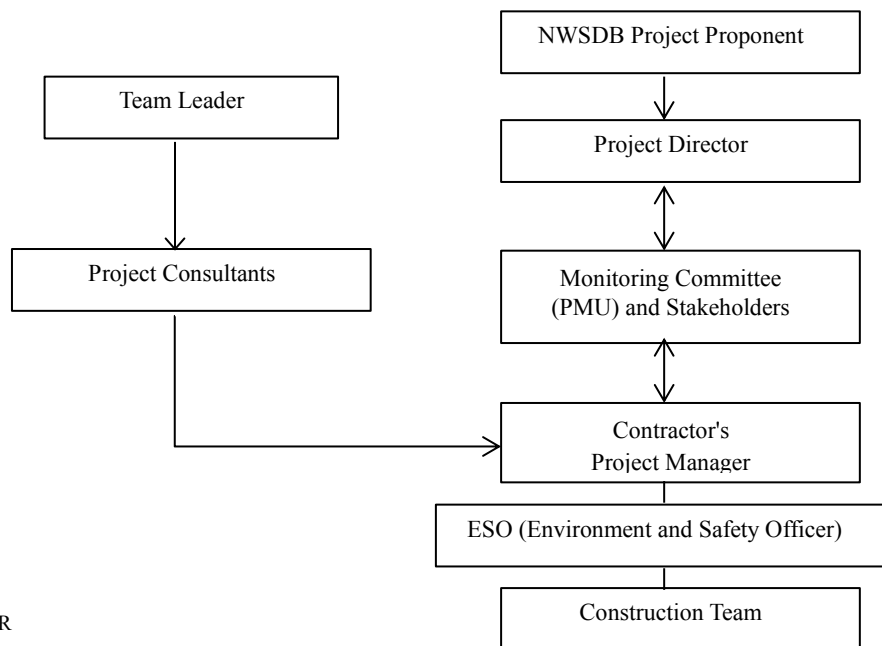 NWSDB Project Proponent
Team Leader
Project Director
Project Consultants
Monitoring Committee
(PMU) and Stakeholders
Contractor's
Project Manager
ESO (Environment and Safety Officer)
Construction Team
R